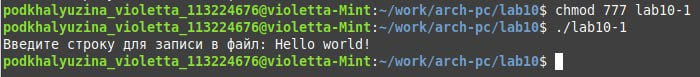 podkhalyuzina_violetta_113224676@violetta-Mint:~/work/arch-pc/lab10$ chmod 777 lab10-1
podkhalyuzina_violetta_113224676@violetta-Mint:~/work/arch-pc/lab10$ ./lab10-1
Введите строку для записи в файл: Hello world!
podkhalyuzina_violetta_113224676@violetta-Mint:~/work/arch-pc/lab10$